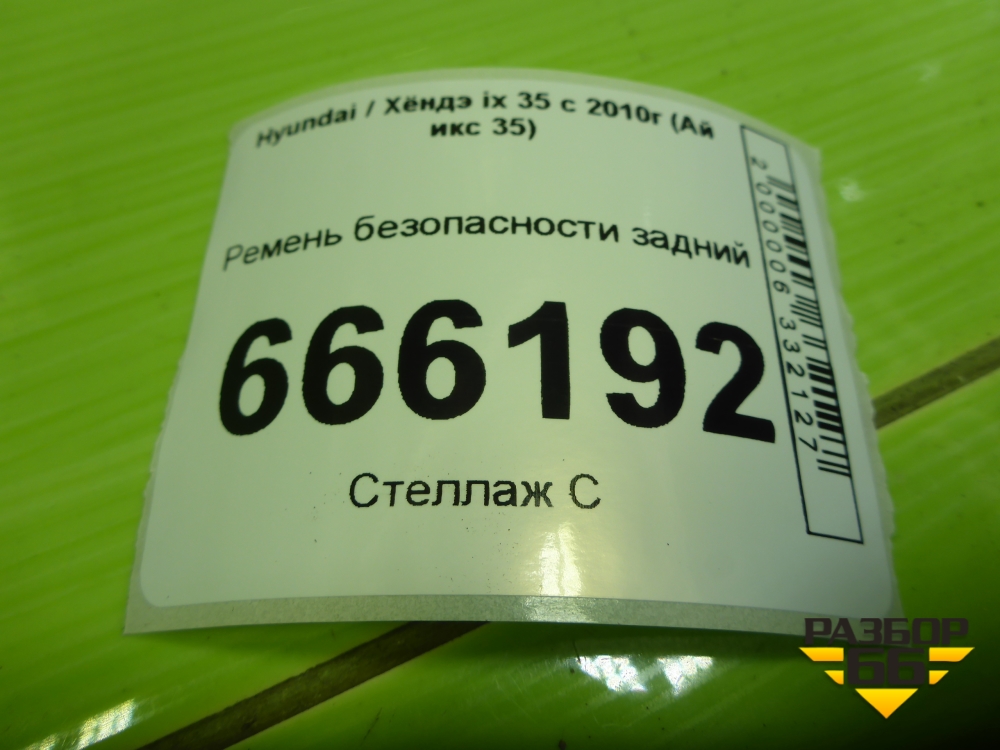 Hyundai / Хёндэ ix 35 с 2010г (Ай
икс 35)
Ремень безопасности задний
666192
Стеллаж С
2000006332127
РАЗБОР
66